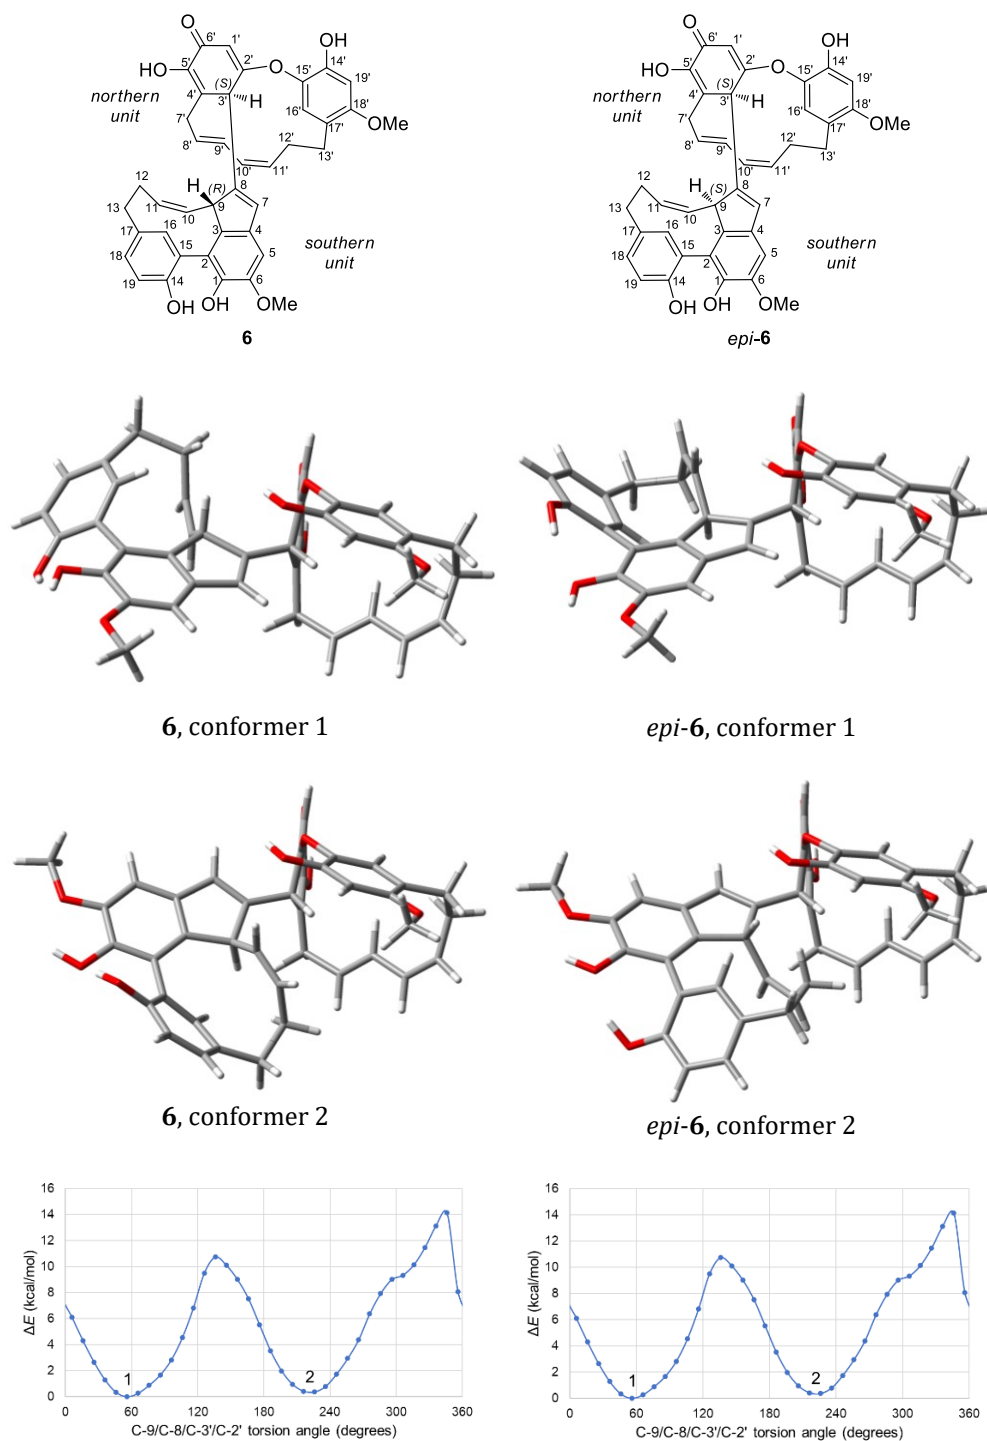 O
6'
1'
OH
HO
5'
2'
O
15'
14'
19'
(S)
northern
unit
4'
3'
H
16'
18'
7'
17'
OMe
8'
9'
12'
13'
10'
11'
12
H
(R)
8
13
11
10
9
7
17
16
3
4
18
15
2
5
southern
unit
19
14
1
6
OH
OH
OMe
6
O
6'
1'
OH
HO
5'
2'
O
15'
14'
19'
(S)
northern
unit
4'
3'
H
16'
18'
7'
17'
OMe
8'
9'
12'
13'
10'
11'
12
H
(S)
8
13
11
10
9
7
17
16
3
4
18
15
2
5
southern
unit
19
14
1
6
OH
OH
OMe
epi-6
6, conformer 1
epi-6, conformer 1
6, conformer 2
epi-6, conformer 2
16
14
12
10
8
6
4
2
0
ΔE (kcal/mol)
1
2
0 60 120 180 240 300 360
C-9/C-8/C-3'/C-2' torsion angle (degrees)
16
14
12
10
8
6
4
2
0
ΔE (kcal/mol)
1
2
0 60 120 180 240 300 360
C-9/C-8/C-3'/C-2' torsion angle (degrees)